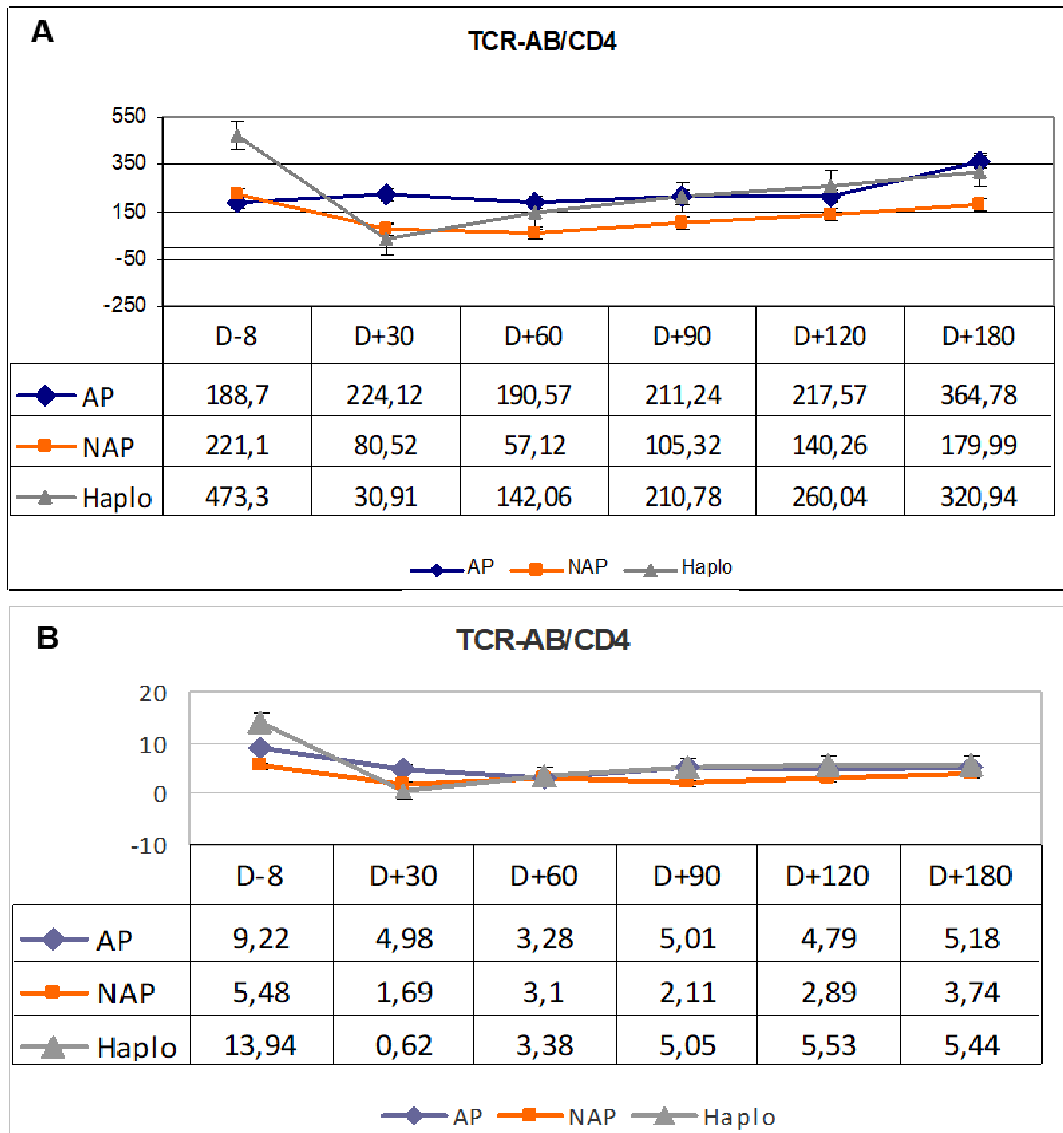 A
TCR-AB/CD4
550
350
150
-50
-250
D-8 D+30 D+60 D+90 D+120 D+180
AP 188,7 224,12 190,57 211,24 217,57 364,78
NAP 221,1 80,52 57,12 105,32 140,26 179,99
Haplo 473,3 30,91 142,06 210,78 260,04 320,94
AP NAP Haplo
B
TCR-AB/CD4
20
10
0
-10
D-8 D+30 D+60 D+90 D+120 D+180
AP 9,22 4,98 3,28 5,01 4,79 5,18
NAP 5,48 1,69 3,1 2,11 2,89 3,74
Haplo 13,94 0,62 3,38 5,05 5,53 5,44
AP NAP Haplo